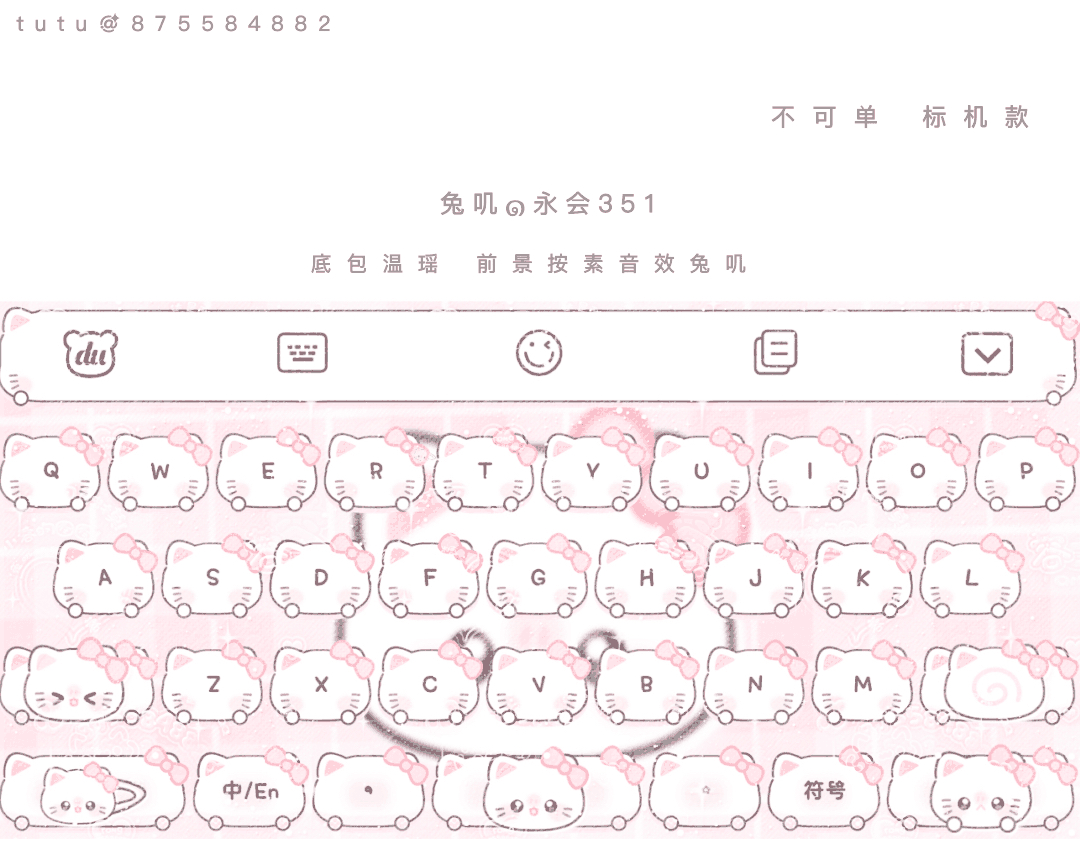 tutu@875584882
不可单 标机款
兔叽 永会351
底包温瑶 前景按素音效兔叽
du
Q W E R T Y U I O P
A S D F G H J K L
Z X C V B N M
中/En , 符号